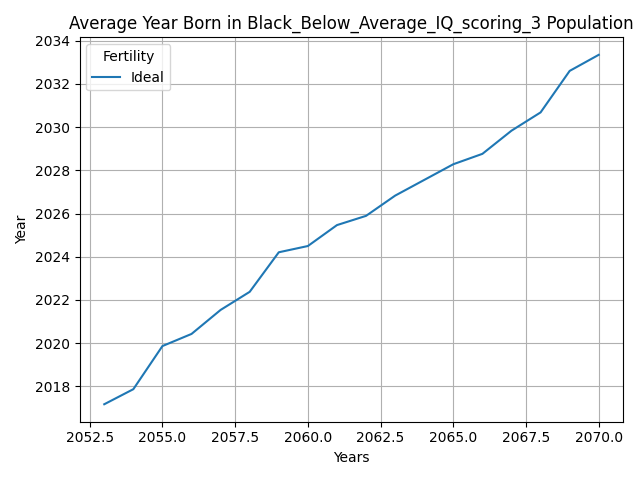 Average Year Born in Black_Below_Average_IQ_scoring_3 Population
Fertility
Ideal
Year
2034
2032
2030
2028
2026
2024
2022
2020
2018
2052.5 2055.0 2057.5 2060.0 2062.5 2065.0 2067.5 2070.0
Years